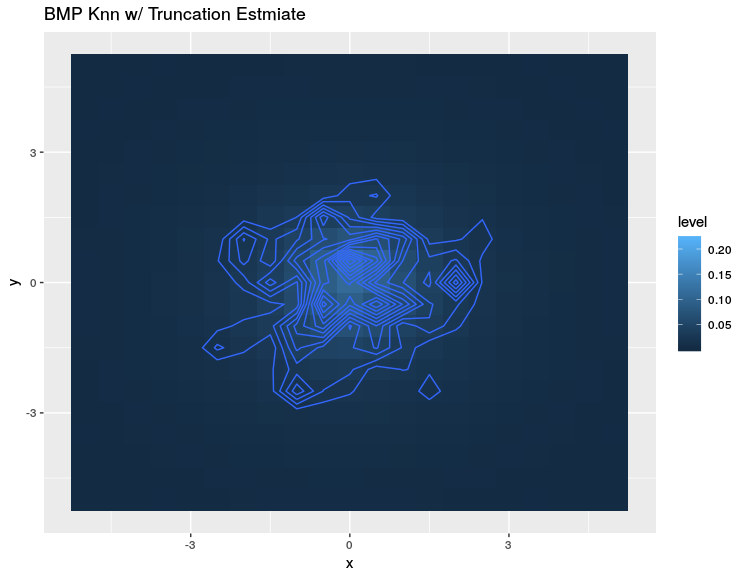 BMP Knn w/ Truncation Estmiate
3
0
-3
y
-3 0 3
x
level
0.20
0.15
0.10
0.05